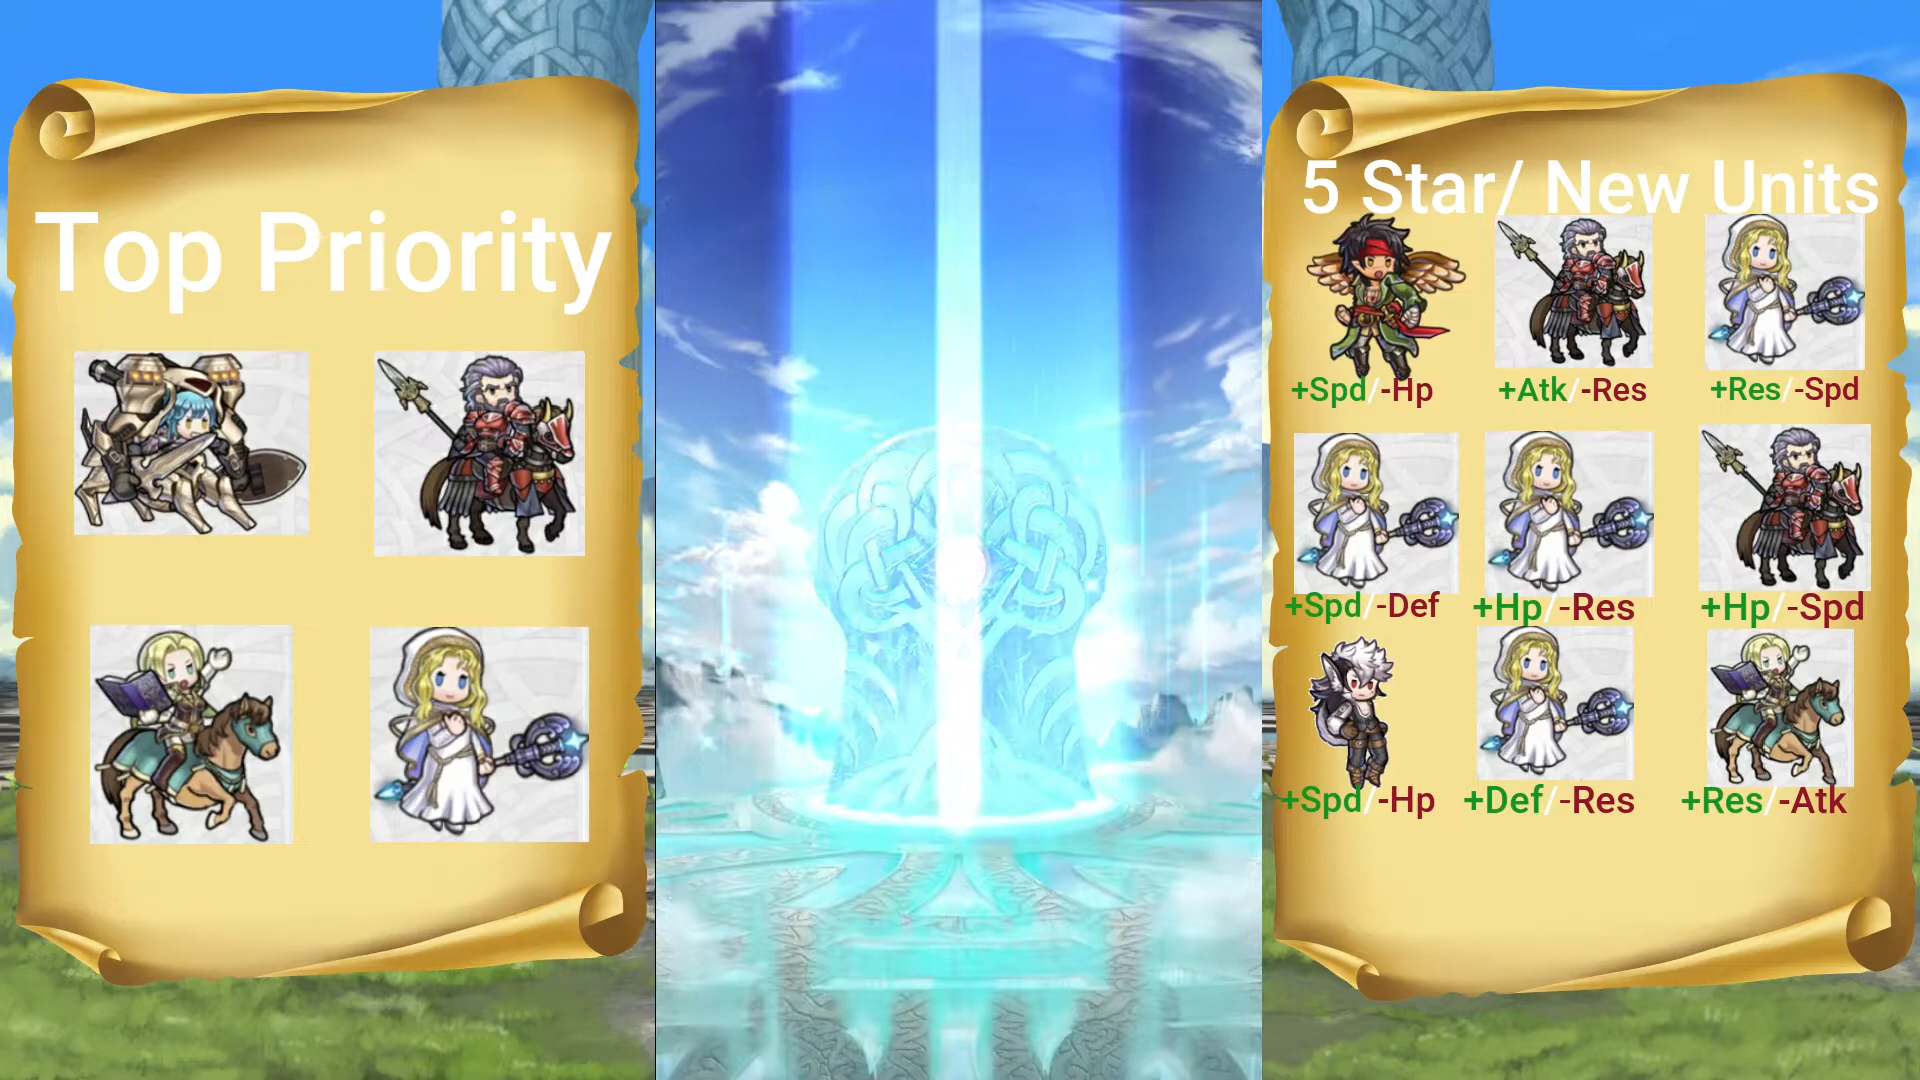 Top Priority
5 Star/ New Units
+Spd/-Hp
+Atk/-Res
+Res/-Spd
+Spd/-Def
+Hp/-Res
+Hp/-Spd
+Spd/-Hp
+Def/-Res
+Res/-Atk